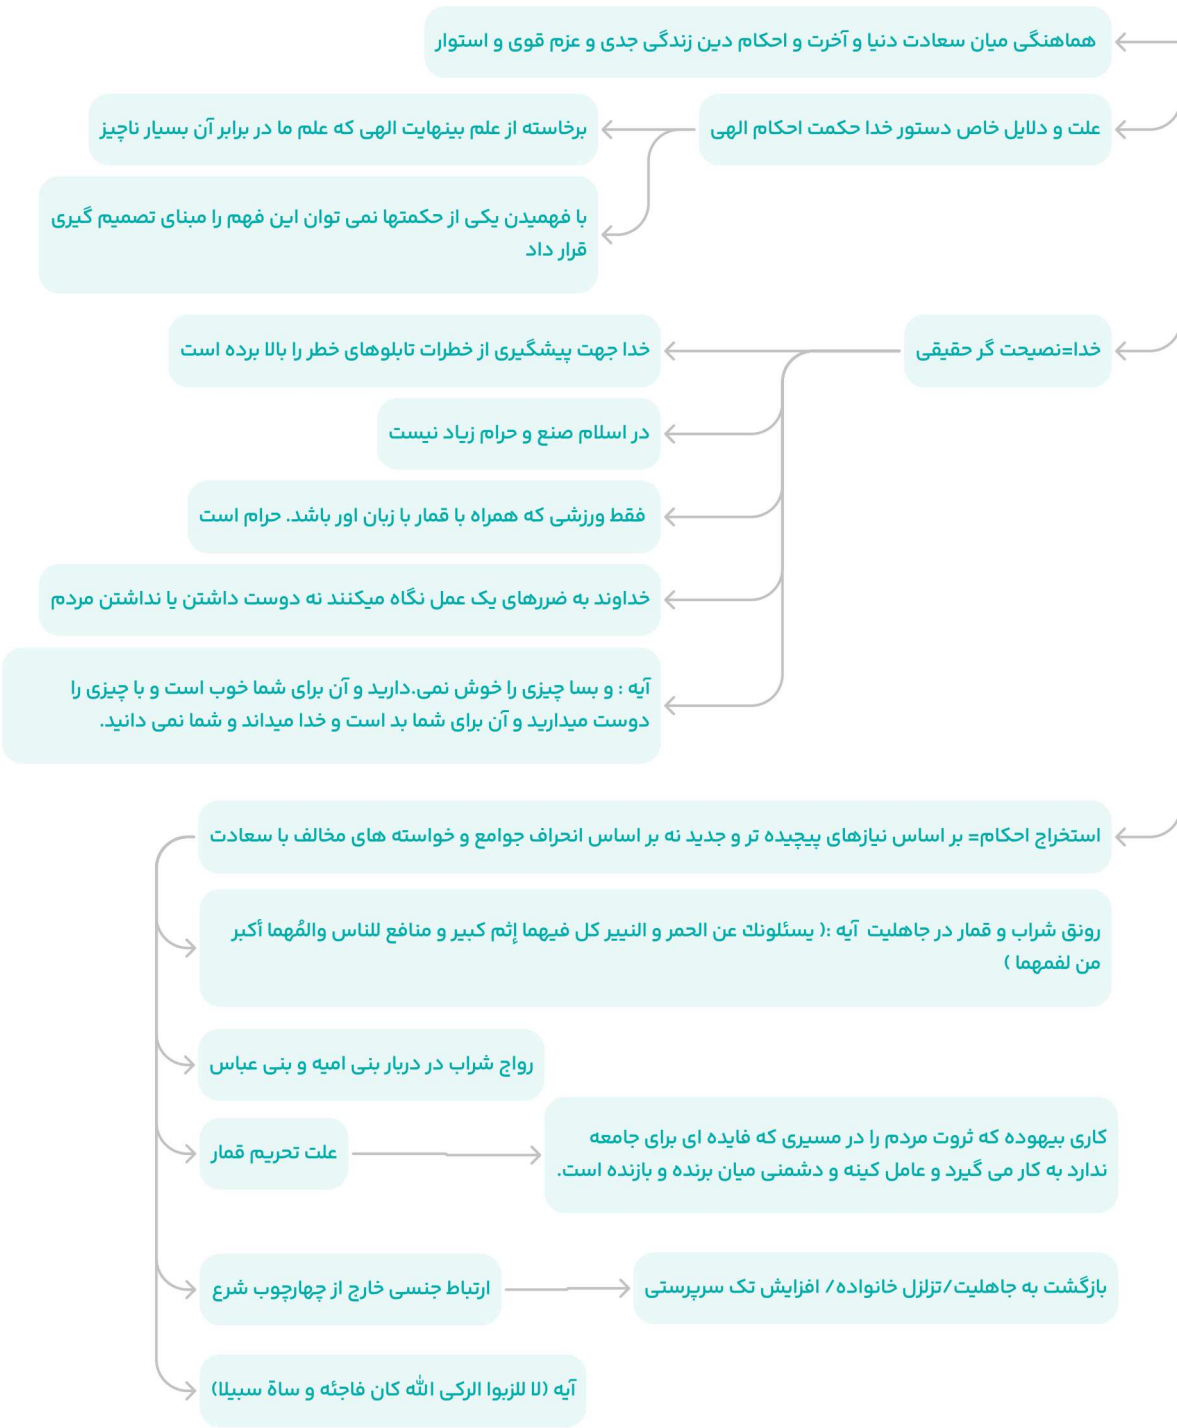 هماهنگی میان سعادت دنیا و آخرت و احکام دین زندگی جدی و عزم قوی و استوار
علت و دلایل خاص دستور خدا حکمت احکام الهی
برخاسته از علم بینهایت الهی که علم ما در برابر آن بسیار ناچیز
با فهمیدن یکی از حکمتها نمی توان این فهم را مبنای تصمیم گیری
قرار داد
خدا=نصیحت گر حقیقی
خدا جهت پیشگیری از خطرات تابلوهای خطر را بالا برده است
در اسلام صنع و حرام زیاد نیست
فقط ورزشی که همراه با قمار با زبان اور باشد. حرام است
خداوند به ضررهای یک عمل نگاه میکنند نه دوست داشتن یا نداشتن مردم
آیه : و بسا چیزی را خوش نمی.دارید و آن برای شما خوب است و با چیزی را
دوست میدارید و آن برای شما بد است و خدا میداند و شما نمی دانید.
استخراج احکام= بر اساس نیازهای پیچیده تر و جدید نه بر اساس انحراف جوامع و خواسته های مخالف با سعادت
رونق شراب و قمار در جاهلیت آیه :( یسئلونك عن الحمر و النییر کل فیهما إثم کبیر و منافع للناس والمُهما أکبر
من لفمهما )
رواج شراب در دربار بنی امیه و بنی عباس
علت تحریم قمار
کاری بیهوده که ثروت مردم را در مسیری که فایده ای برای جامعه
ندارد به کار می گیرد و عامل کینه و دشمنی میان برنده و بازنده است.
ارتباط جنسی خارج از چهارچوب شرع
بازگشت به جاهلیت/تزلزل خانواده/ افزایش تک سرپرستی
آیه (لا للزبوا الرکی الله کان فاجئه و ساة سبیلا)